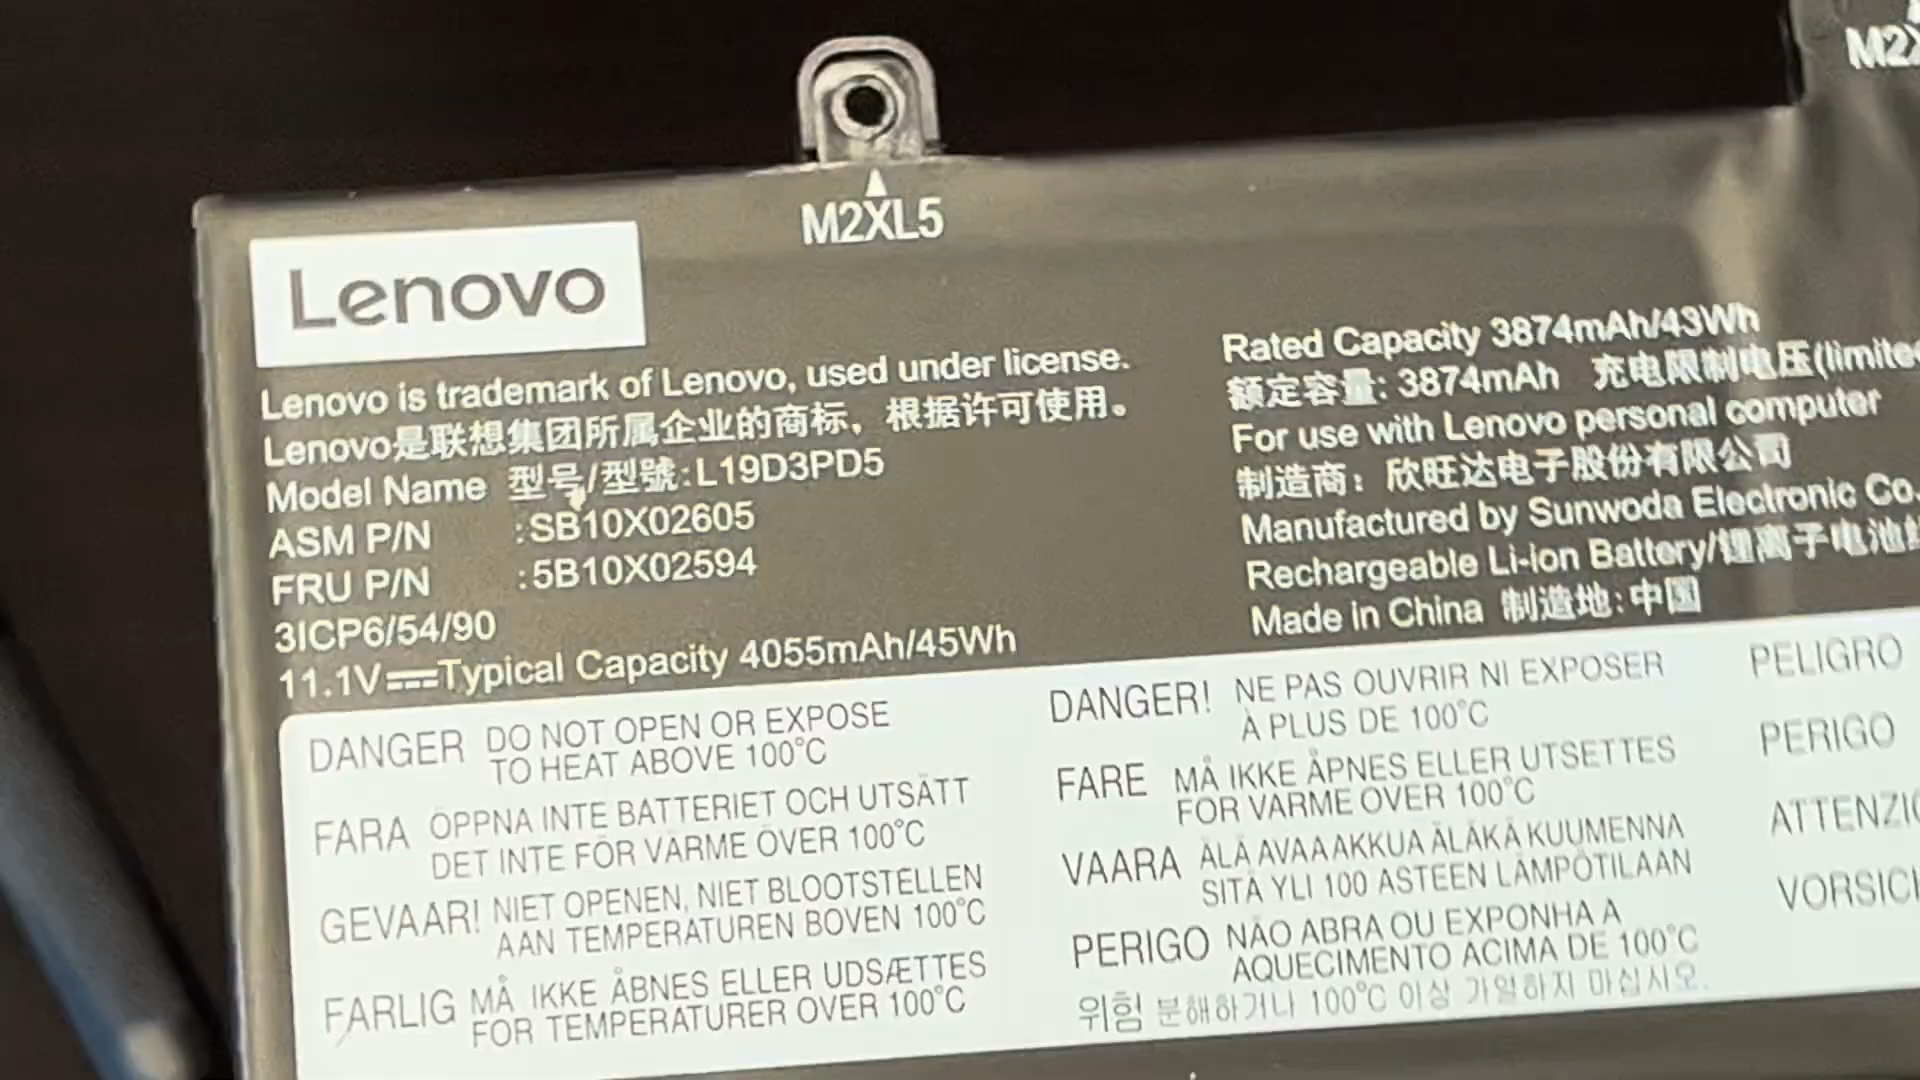 M2XL5
Lenovo
Lenovo is trademark of Lenovo, used under license.
Lenovo是联想集团所属企业的商标，根据许可使用。
Model Name 型号/型號:L19D3PD5
ASM P/N :SB10X02605
FRU P/N :5B10X02594
3ICP6/54/90
11.1V⎓Typical Capacity 4055mAh/45Wh
Rated Capacity 3874mAh/43Wh
额定容量: 3874mAh 充电限制电压(limited
For use with Lenovo personal computer
制造商：欣旺达电子股份有限公司
Manufactured by Sunwoda Electronic Co.
Rechargeable Li-ion Battery/锂离子电池
Made in China 制造地:中国
DANGER DO NOT OPEN OR EXPOSE
TO HEAT ABOVE 100°C
FARA ÖPPNA INTE BATTERIET OCH UTSÄTT
DET INTE FÖR VÄRME ÖVER 100°C
GEVAAR! NIET OPENEN, NIET BLOOTSTELLEN
AAN TEMPERATUREN BOVEN 100°C
FARLIG MÅ IKKE ÅBNES ELLER UDSÆTTES
FOR TEMPERATURER OVER 100°C
DANGER! NE PAS OUVRIR NI EXPOSER
À PLUS DE 100°C
FARE MÅ IKKE ÅPNES ELLER UTSETTES
FOR VARME OVER 100°C
VAARA ÄLÄ AVAA AKKUA ÄLÄKÄ KUUMENNA
SITÄ YLI 100 ASTEEN LÄMPÖTILAAN
PERIGO NÃO ABRA OU EXPONHA A
AQUECIMENTO ACIMA DE 100°C
위험 분해하거나 100°C 이상 가열하지 마십시오.
PELIGRO
PERIGO